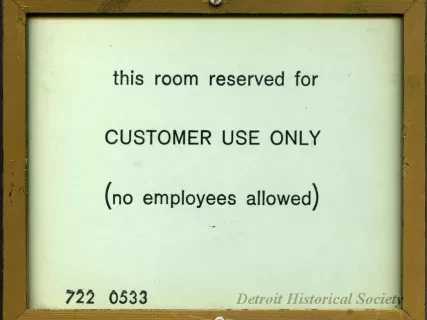 this room reserved for
CUSTOMER USE ONLY
(no employees allowed)
722 0533
Detroit Historical Society